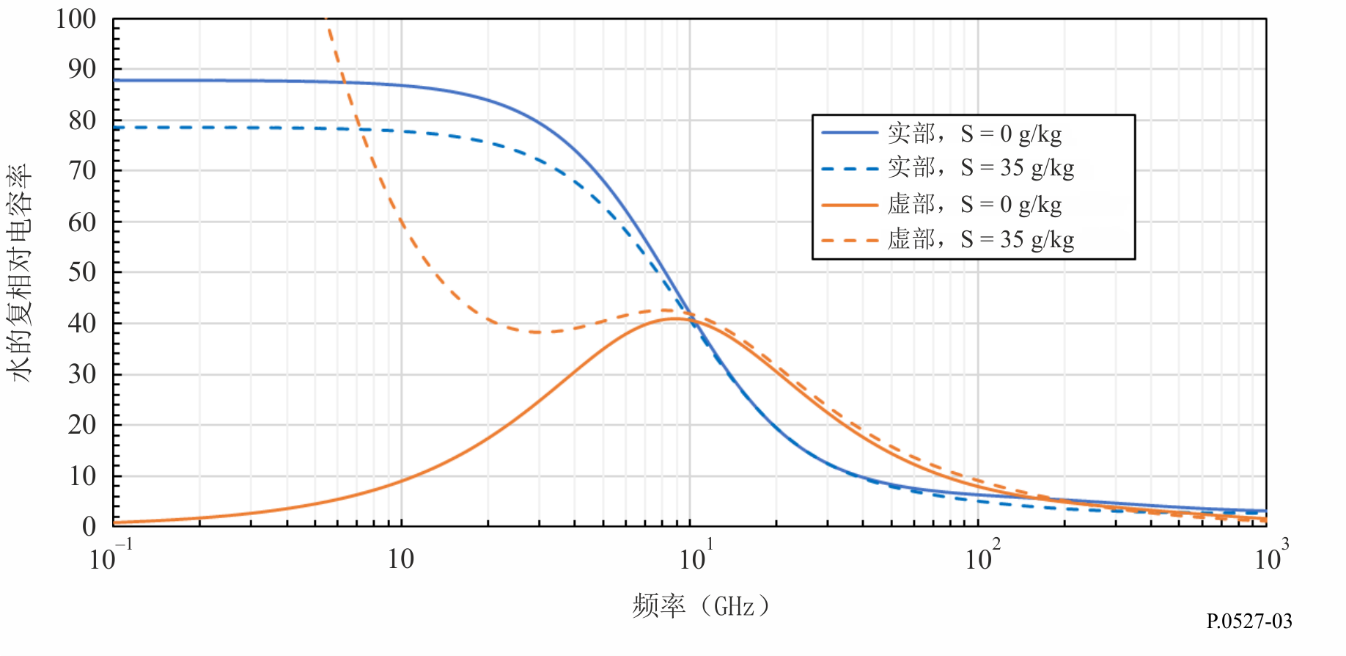 水的复相对电容率
100
90
80
70
60
50
40
30
20
10
0
实部，S = 0 g/kg
实部，S = 35 g/kg
虚部，S = 0 g/kg
虚部，S = 35 g/kg
10⁻¹ 10 10¹ 10² 10³
频率（GHz）
P.0527-03